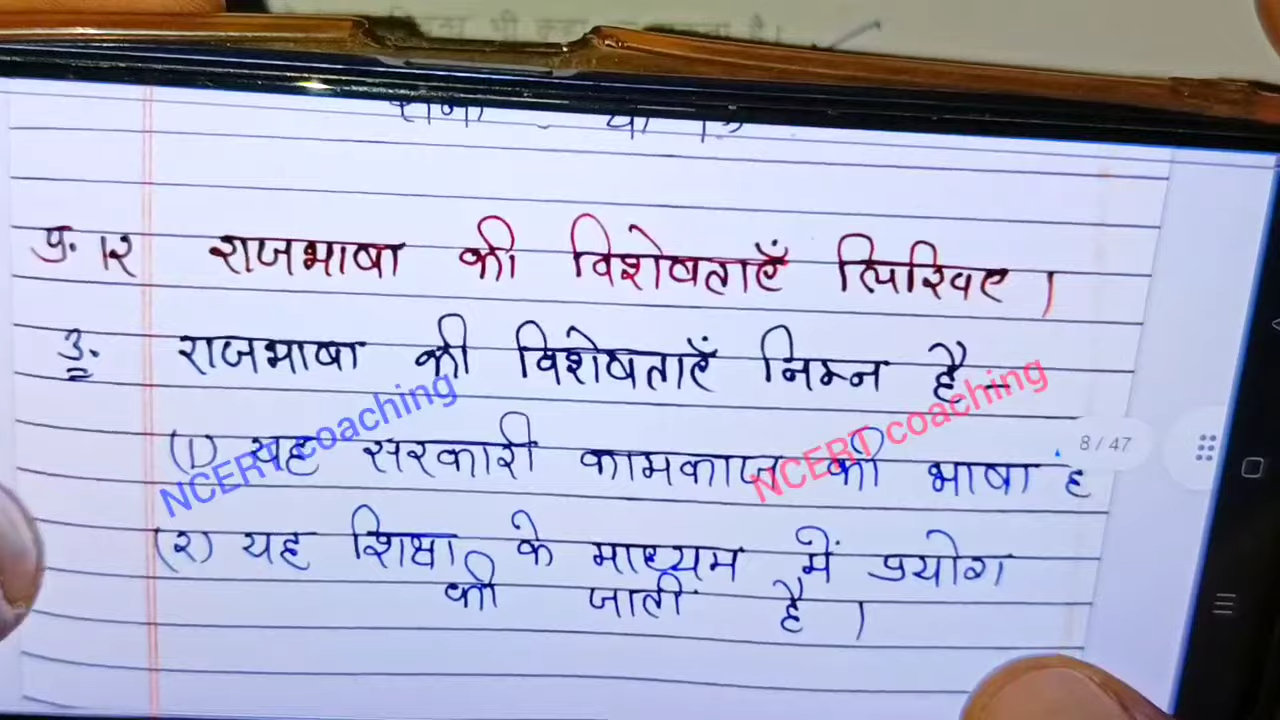 प्र. १२ राजभाषा की विशेषताएँ लिखिए ।
उ. राजभाषा की विशेषताएँ निम्न है -
(1) यह सरकारी कामकाज की भाषा है
(२) यह शिक्षा के माध्यम में प्रयोग
की जाती है ।
NCERT coaching
NCERT coaching
8 / 47